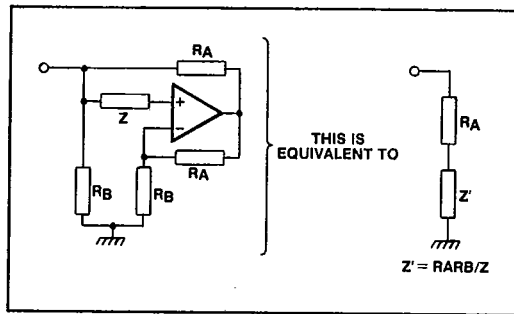 RA
Z
+
−
RA
RB
RB
THIS IS
EQUIVALENT TO
RA
Z'
Z' = RARB/Z